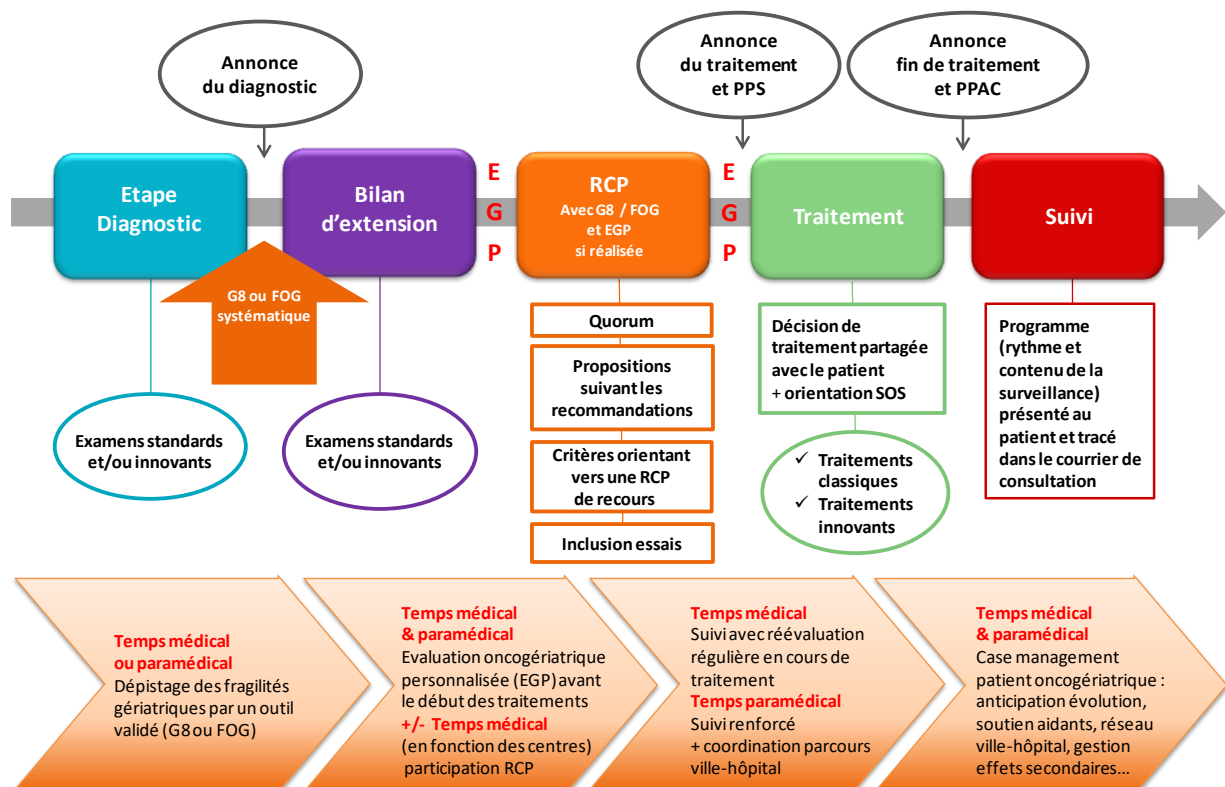 Annonce
du diagnostic
Annonce
du traitement
et PPS
Annonce
fin de traitement
et PPAC
Etape
Diagnostic
Bilan
d'extension
E
G
P
RCP
Avec G8 / FOG
et EGP
si réalisée
E
G
P
Traitement
Suivi
G8 ou FOG
systématique
Examens standards
et/ou innovants
Examens standards
et/ou innovants
Quorum
Propositions
suivant les
recommandations
Critères orientant
vers une RCP
de recours
Inclusion essais
Décision de
traitement partagée
avec le patient
+ orientation SOS
✓ Traitements
classiques
✓ Traitements
innovants
Programme
(rythme et
contenu de la
surveillance)
présenté au
patient et tracé
dans le courrier de
consultation
Temps médical
ou paramédical
Dépistage des fragilités
gériatriques par un outil
validé (G8 ou FOG)
Temps médical
& paramédical
Evaluation oncogériatrique
personnalisée (EGP) avant
le début des traitements
+/- Temps médical
(en fonction des centres)
participation RCP
Temps médical
Suivi avec réévaluation
régulière en cours de
traitement
Temps paramédical
Suivi renforcé
+ coordination parcours
ville-hôpital
Temps médical
& paramédical
Case management
patient oncogériatrique :
anticipation évolution,
soutien aidants, réseau
ville-hôpital, gestion
effets secondaires…